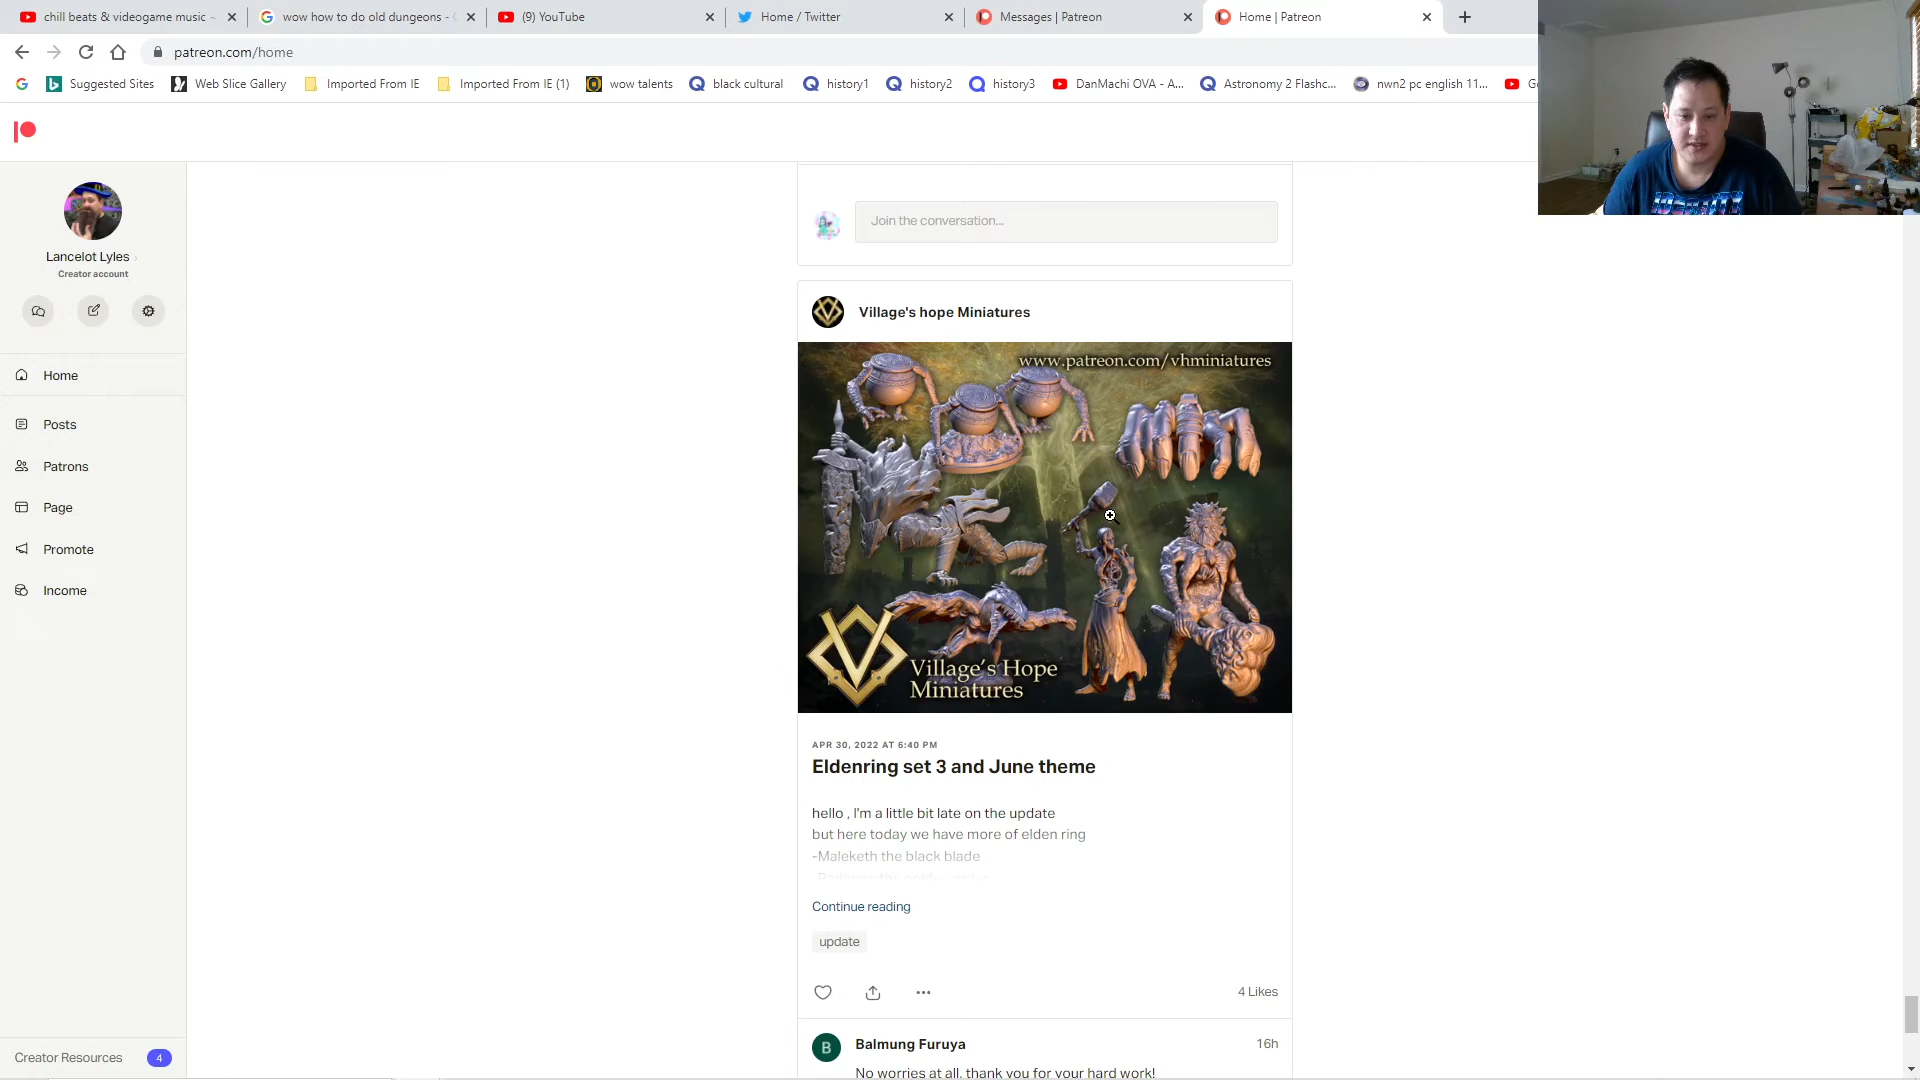 chill beats & videogame music ~
wow how to do old dungeons -
(9) YouTube
Home / Twitter
Messages | Patreon
Home | Patreon
patreon.com/home
Suggested Sites
Web Slice Gallery
Imported From IE
Imported From IE (1)
wow talents
black cultural
history1
history2
history3
DanMachi OVA - A...
Astronomy 2 Flashc...
nwn2 pc english 11...
Lancelot Lyles
Creator account
Home
Posts
Patrons
Page
Promote
Income
Creator Resources 4
Join the conversation...
Village's hope Miniatures
www.patreon.com/vhminiatures
Village's Hope
Miniatures
APR 30, 2022 AT 6:40 PM
Eldenring set 3 and June theme
hello , I'm a little bit late on the update
but here today we have more of elden ring
-Maleketh the black blade
Continue reading
update
4 Likes
B
Balmung Furuya 16h
No worries at all, thank you for your hard work!